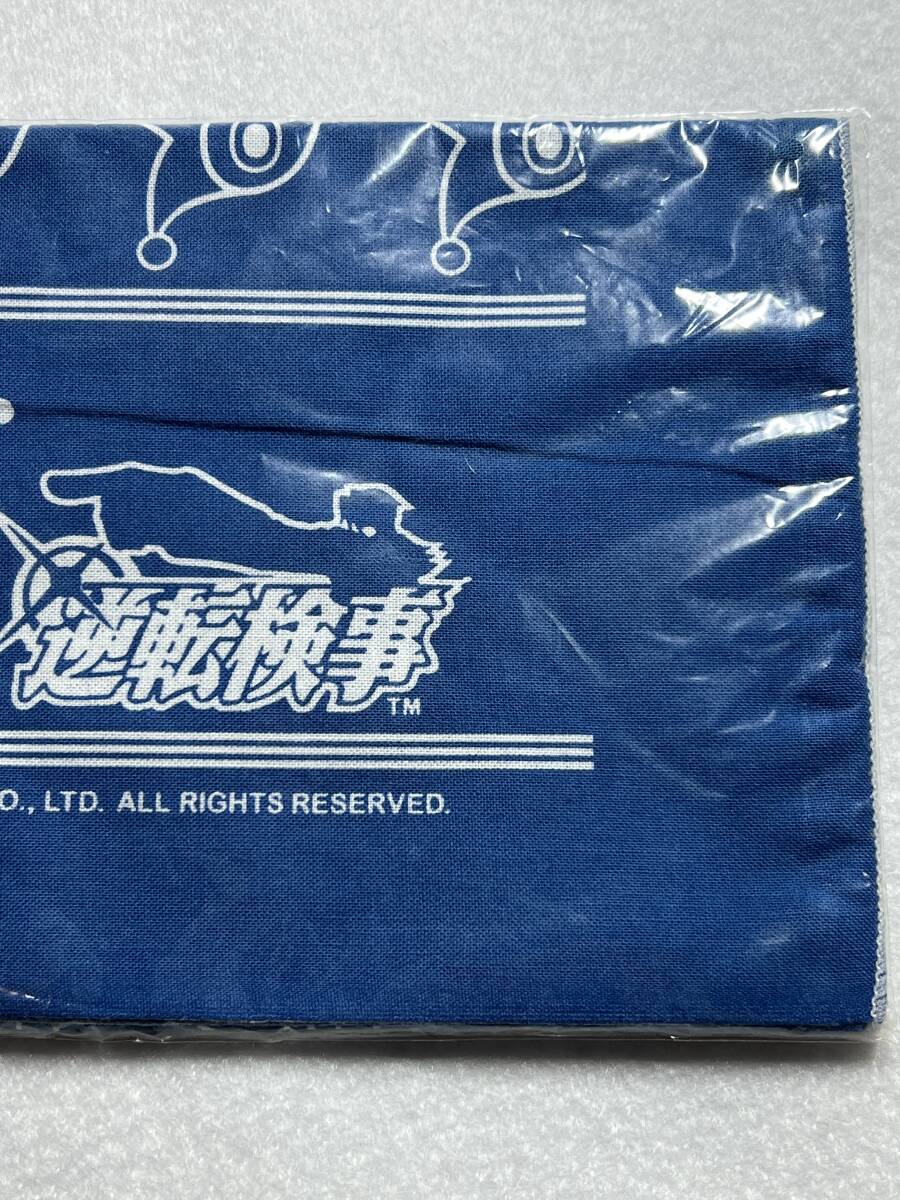 逆転検事
TM
O., LTD. ALL RIGHTS RESERVED.